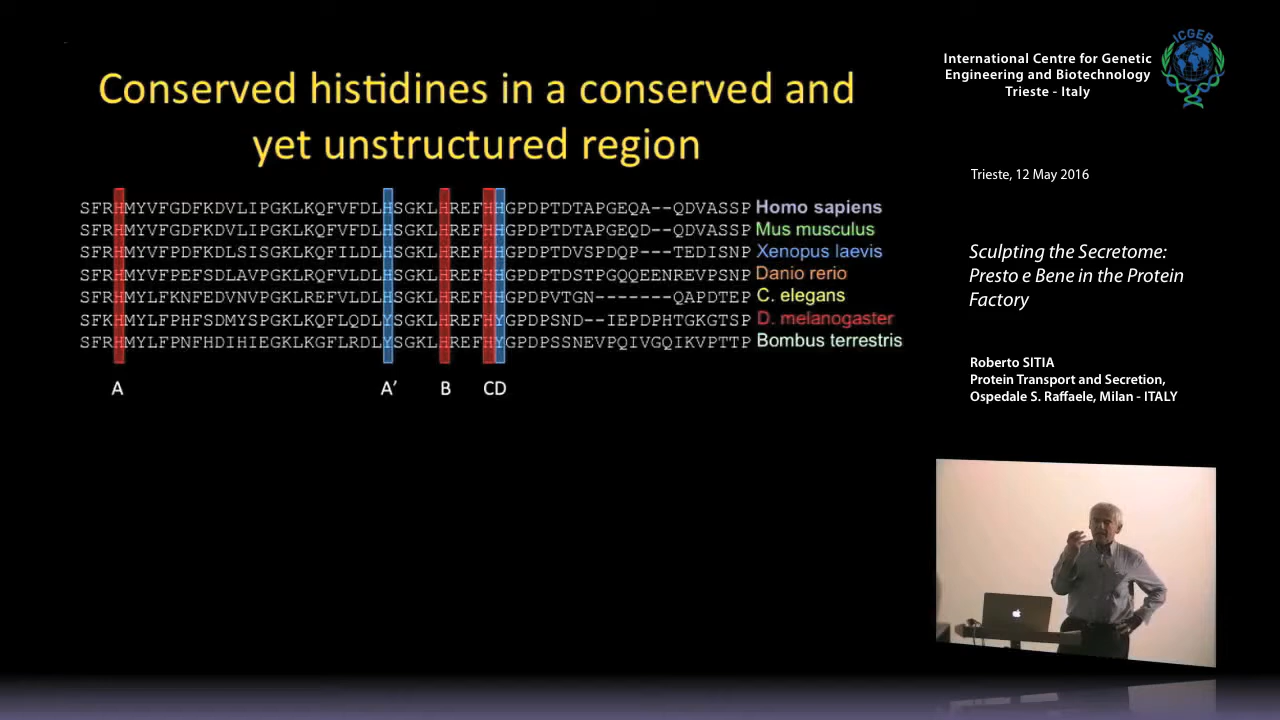 Conserved histidines in a conserved and
yet unstructured region
SFRHMYVFGDFKDVLIPGKLKQFVFDLHSGKLHREFHHGPDPTDTAPGEQA--QDVASSP Homo sapiens
SFRHMYVFGDFKDVLIPGKLKQFVFDLHSGKLHREFHHGPDPTDTAPGEQD--QDVASSP Mus musculus
SFRHMYVFPDFKDLSISGKLKQFILDLHSGKLHREFHHGPDPTDVSPDQP---TEDISNP Xenopus laevis
SFRHMYVFPEFSDLAVPGKLRQFVLDLHSGKLHREFHHGPDPTDSTPGQQEENREVPSNP Danio rerio
SFRHMYLFKNFEDVNVPGKLREFVLDLHSGKLHREFHHGPDPVTGN-------QAPDTEP C. elegans
SFKHMYLFPHFSDMYSPGKLKQFLQDLYSGKLHREFHYGPDPSND--IEPDPHTGKGTSP D. melanogaster
SFRHMYLFPNFHDIHIEGKLKGFLRDLYSGKLHREFHYGPDPSSNEVPQIVGQIKVPTTP Bombus terrestris
A A’ B CD
International Centre for Genetic
Engineering and Biotechnology
Trieste - Italy
ICGEB
Trieste, 12 May 2016
Sculpting the Secretome:
Presto e Bene in the Protein
Factory
Roberto SITIA
Protein Transport and Secretion,
Ospedale S. Raffaele, Milan - ITALY